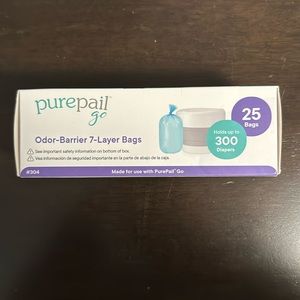 purepail™
go
Odor-Barrier 7-Layer Bags
See important safety information on bottom of box.
Vea información de seguridad importante en la parte de abajo de la caja.
25
Bags
Holds up to
300
Diapers
#304
Made for use with PurePail™ Go